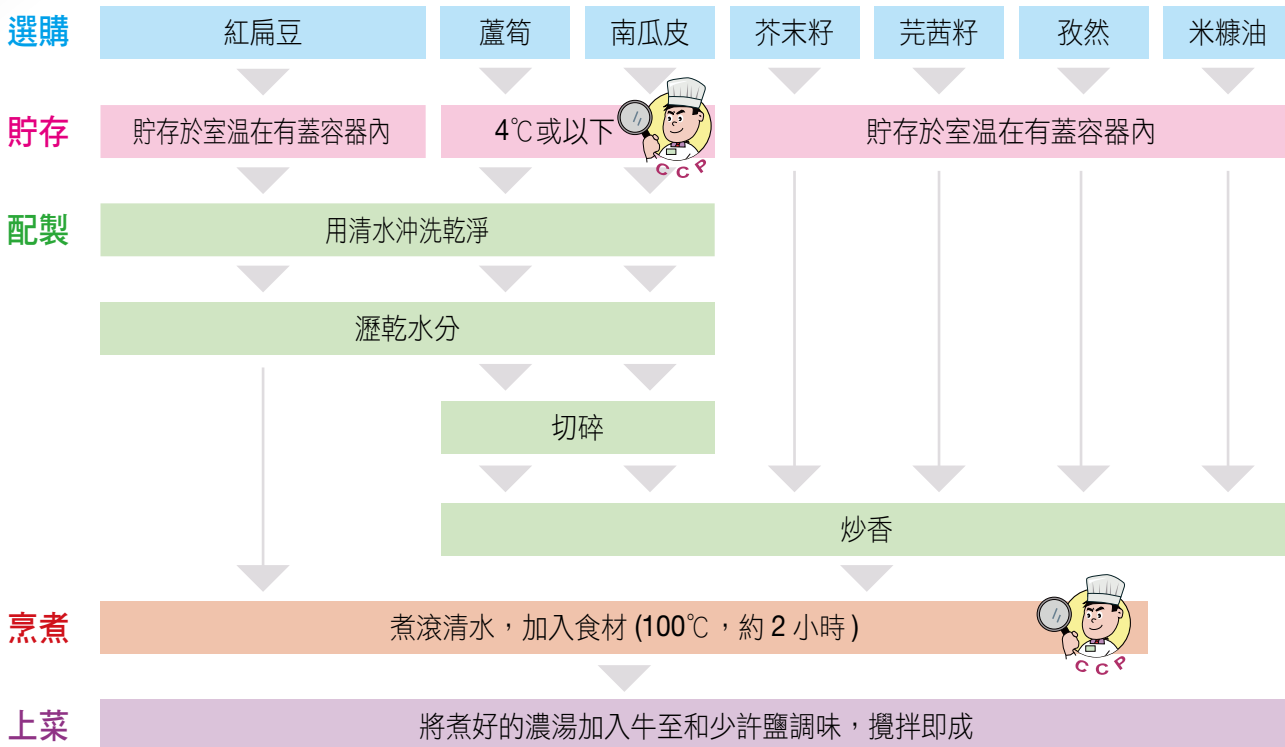 選購
紅扁豆
蘆筍
南瓜皮
芥末籽
芫茜籽
孜然
米糠油
貯存
貯存於室温在有蓋容器內
4℃或以下
CCP
貯存於室温在有蓋容器內
配製
用清水沖洗乾淨
瀝乾水分
切碎
炒香
烹煮
煮滾清水，加入食材 (100℃，約 2 小時 )
CCP
上菜
將煮好的濃湯加入牛至和少許鹽調味，攪拌即成